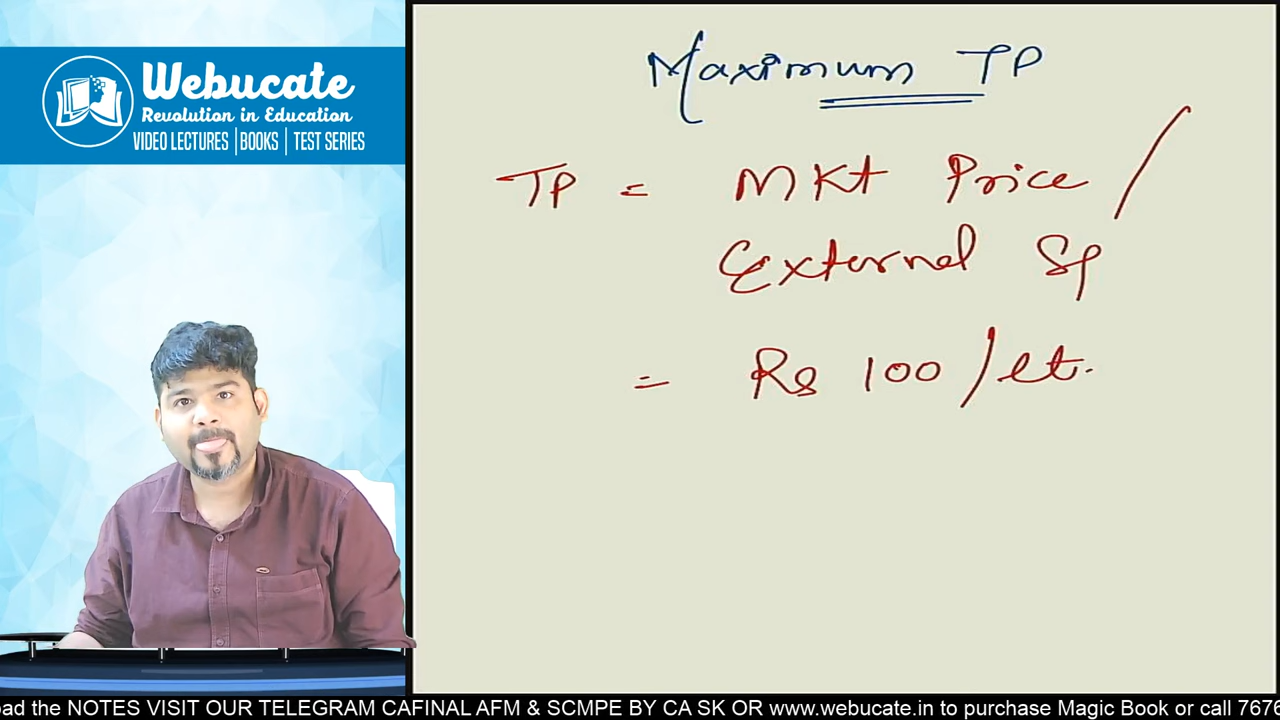 Webucate
Revolution in Education
VIDEO LECTURES | BOOKS | TEST SERIES
Maximum TP
TP = MKt Price /
External Sp
= Rs 100 / lt.
oad the NOTES VISIT OUR TELEGRAM CAFINAL AFM & SCMPE BY CA SK OR www.webucate.in to purchase Magic Book or call 7676